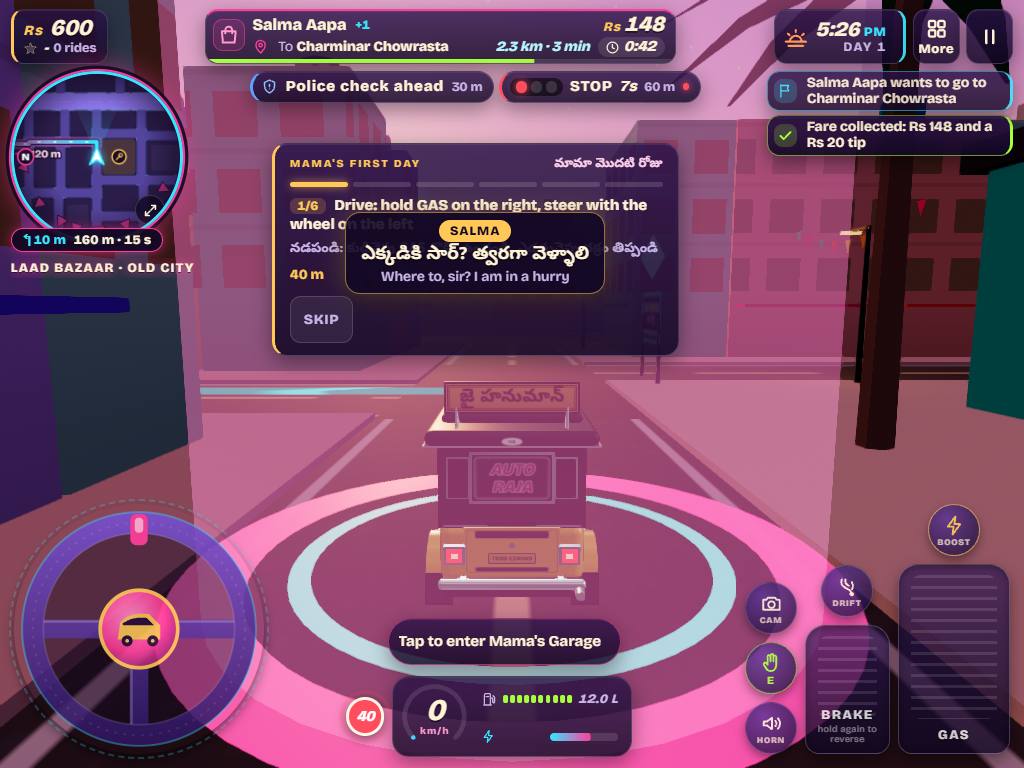 Rs 600
- 0 rides
Salma Aapa +1
Rs 148
To Charminar Chowrasta
2.3 km · 3 min
0:42
5:26 PM
DAY 1
More
Police check ahead 30 m
STOP 7s 60 m
Salma Aapa wants to go to
Charminar Chowrasta
Fare collected: Rs 148 and a
Rs 20 tip
N
20 m
10 m 160 m · 15 s
LAAD BAZAAR · OLD CITY
MAMA'S FIRST DAY
మామా మొదటి రోజు
1/6 Drive: hold GAS on the right, steer with the
wheel on the left
నడపండి:
తిప్పండి
40 m
SALMA
ఎక్కడికి సార్? త్వరగా వెళ్ళాలి
Where to, sir? I am in a hurry
SKIP
జై హనుమాన్
AUTO
RAJA
BOOST
CAM
DRIFT
E
HORN
BRAKE
hold again to
reverse
GAS
Tap to enter Mama's Garage
40
0
km/h
12.0 L